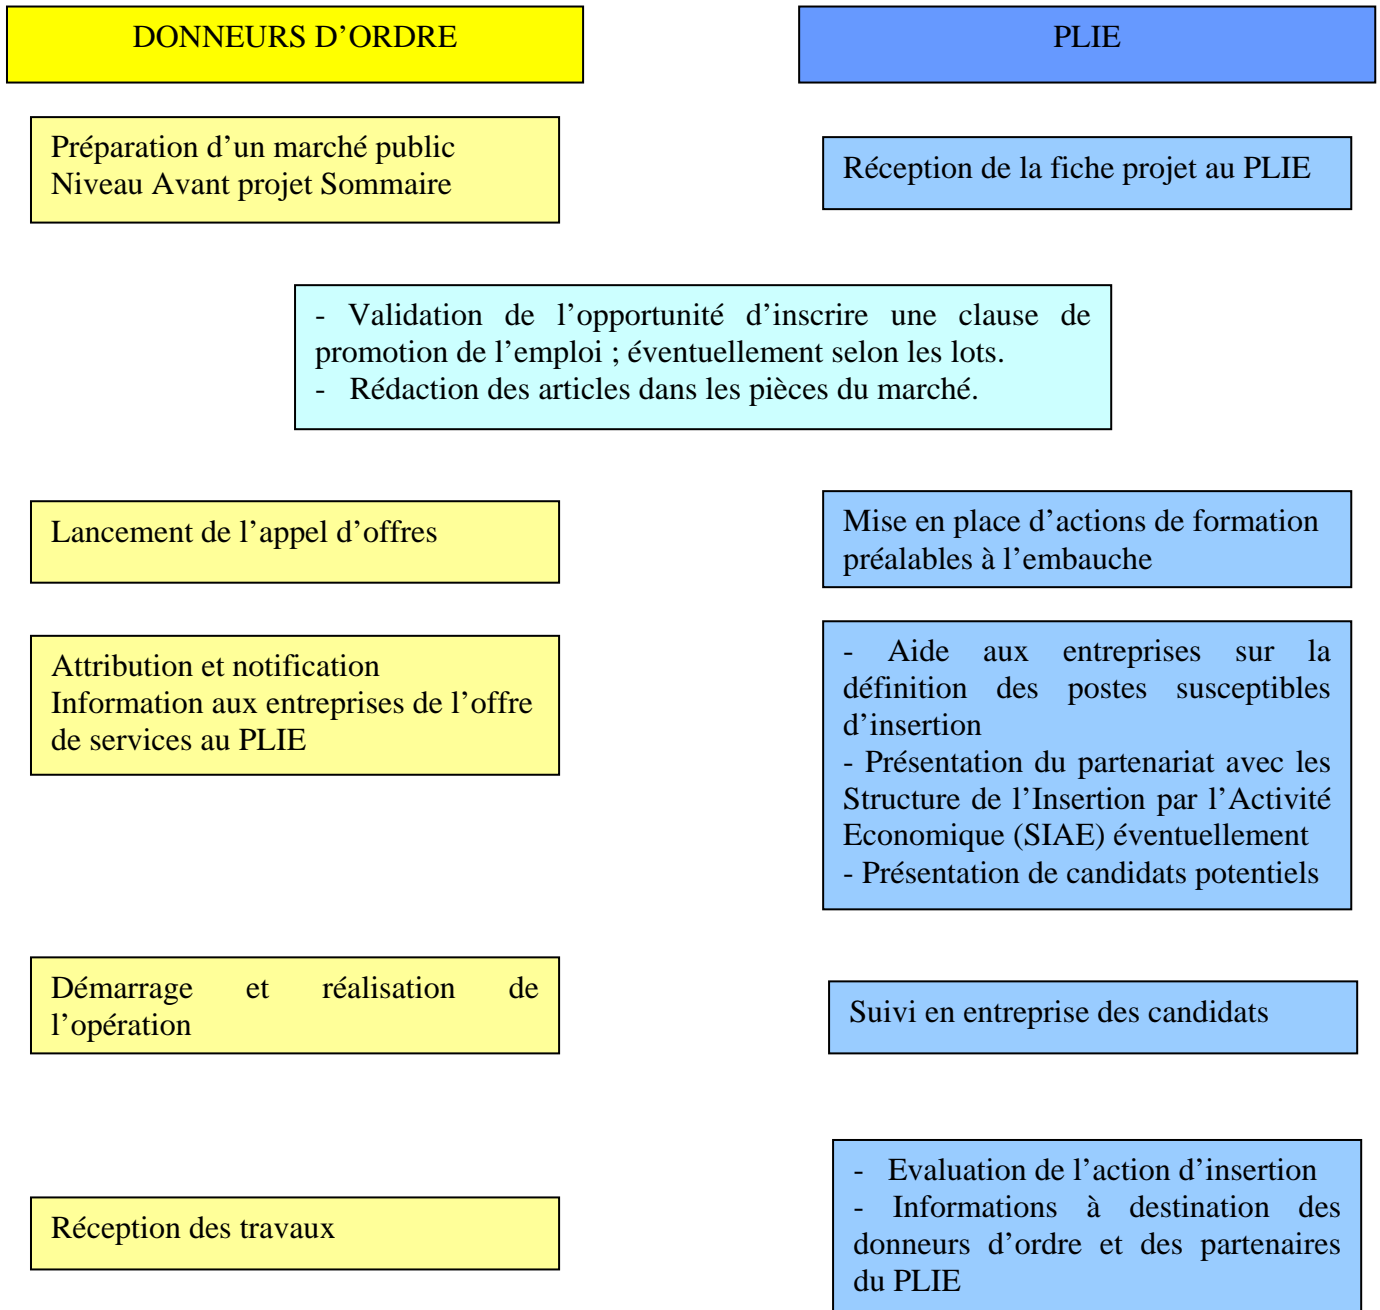 DONNEURS D’ORDRE
PLIE
Préparation d’un marché public
Niveau Avant projet Sommaire
Réception de la fiche projet au PLIE
- Validation de l’opportunité d’inscrire une clause de
promotion de l’emploi ; éventuellement selon les lots.
- Rédaction des articles dans les pièces du marché.
Lancement de l’appel d’offres
Mise en place d’actions de formation
préalables à l’embauche
Attribution et notification
Information aux entreprises de l’offre
de services au PLIE
- Aide aux entreprises sur la
définition des postes susceptibles
d’insertion
- Présentation du partenariat avec les
Structure de l’Insertion par l’Activité
Economique (SIAE) éventuellement
- Présentation de candidats potentiels
Démarrage et réalisation de
l’opération
Suivi en entreprise des candidats
Réception des travaux
- Evaluation de l’action d’insertion
- Informations à destination des
donneurs d’ordre et des partenaires
du PLIE